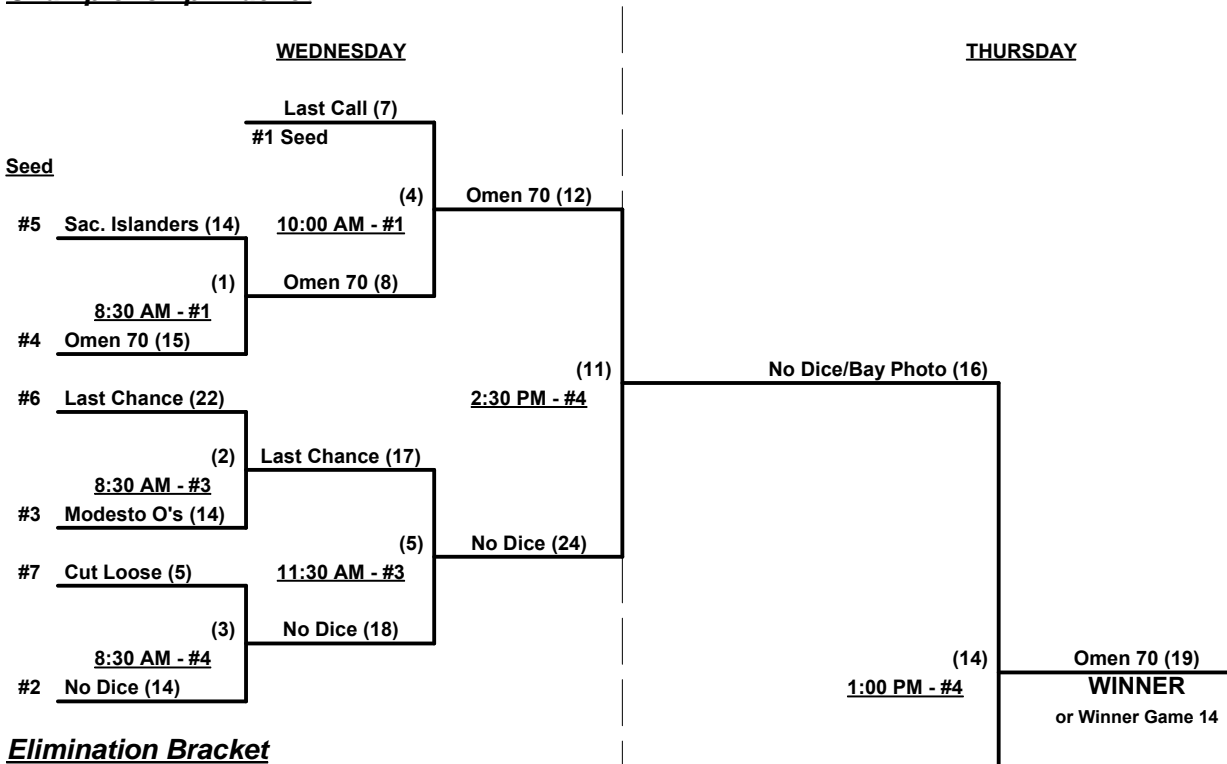 WEDNESDAY
THURSDAY
Last Call (7)
#1 Seed
Seed
(4)
Omen 70 (12)
#5 Sac. Islanders (14)
10:00 AM - #1
(1)
Omen 70 (8)
8:30 AM - #1
#4 Omen 70 (15)
(11)
No Dice/Bay Photo (16)
#6 Last Chance (22)
2:30 PM - #4
(2)
Last Chance (17)
8:30 AM - #3
#3 Modesto O's (14)
(5)
No Dice (24)
#7 Cut Loose (5)
11:30 AM - #3
(3)
No Dice (18)
8:30 AM - #4
(14)
Omen 70 (19)
#2 No Dice (14)
1:00 PM - #4
WINNER
or Winner Game 14
Elimination Bracket